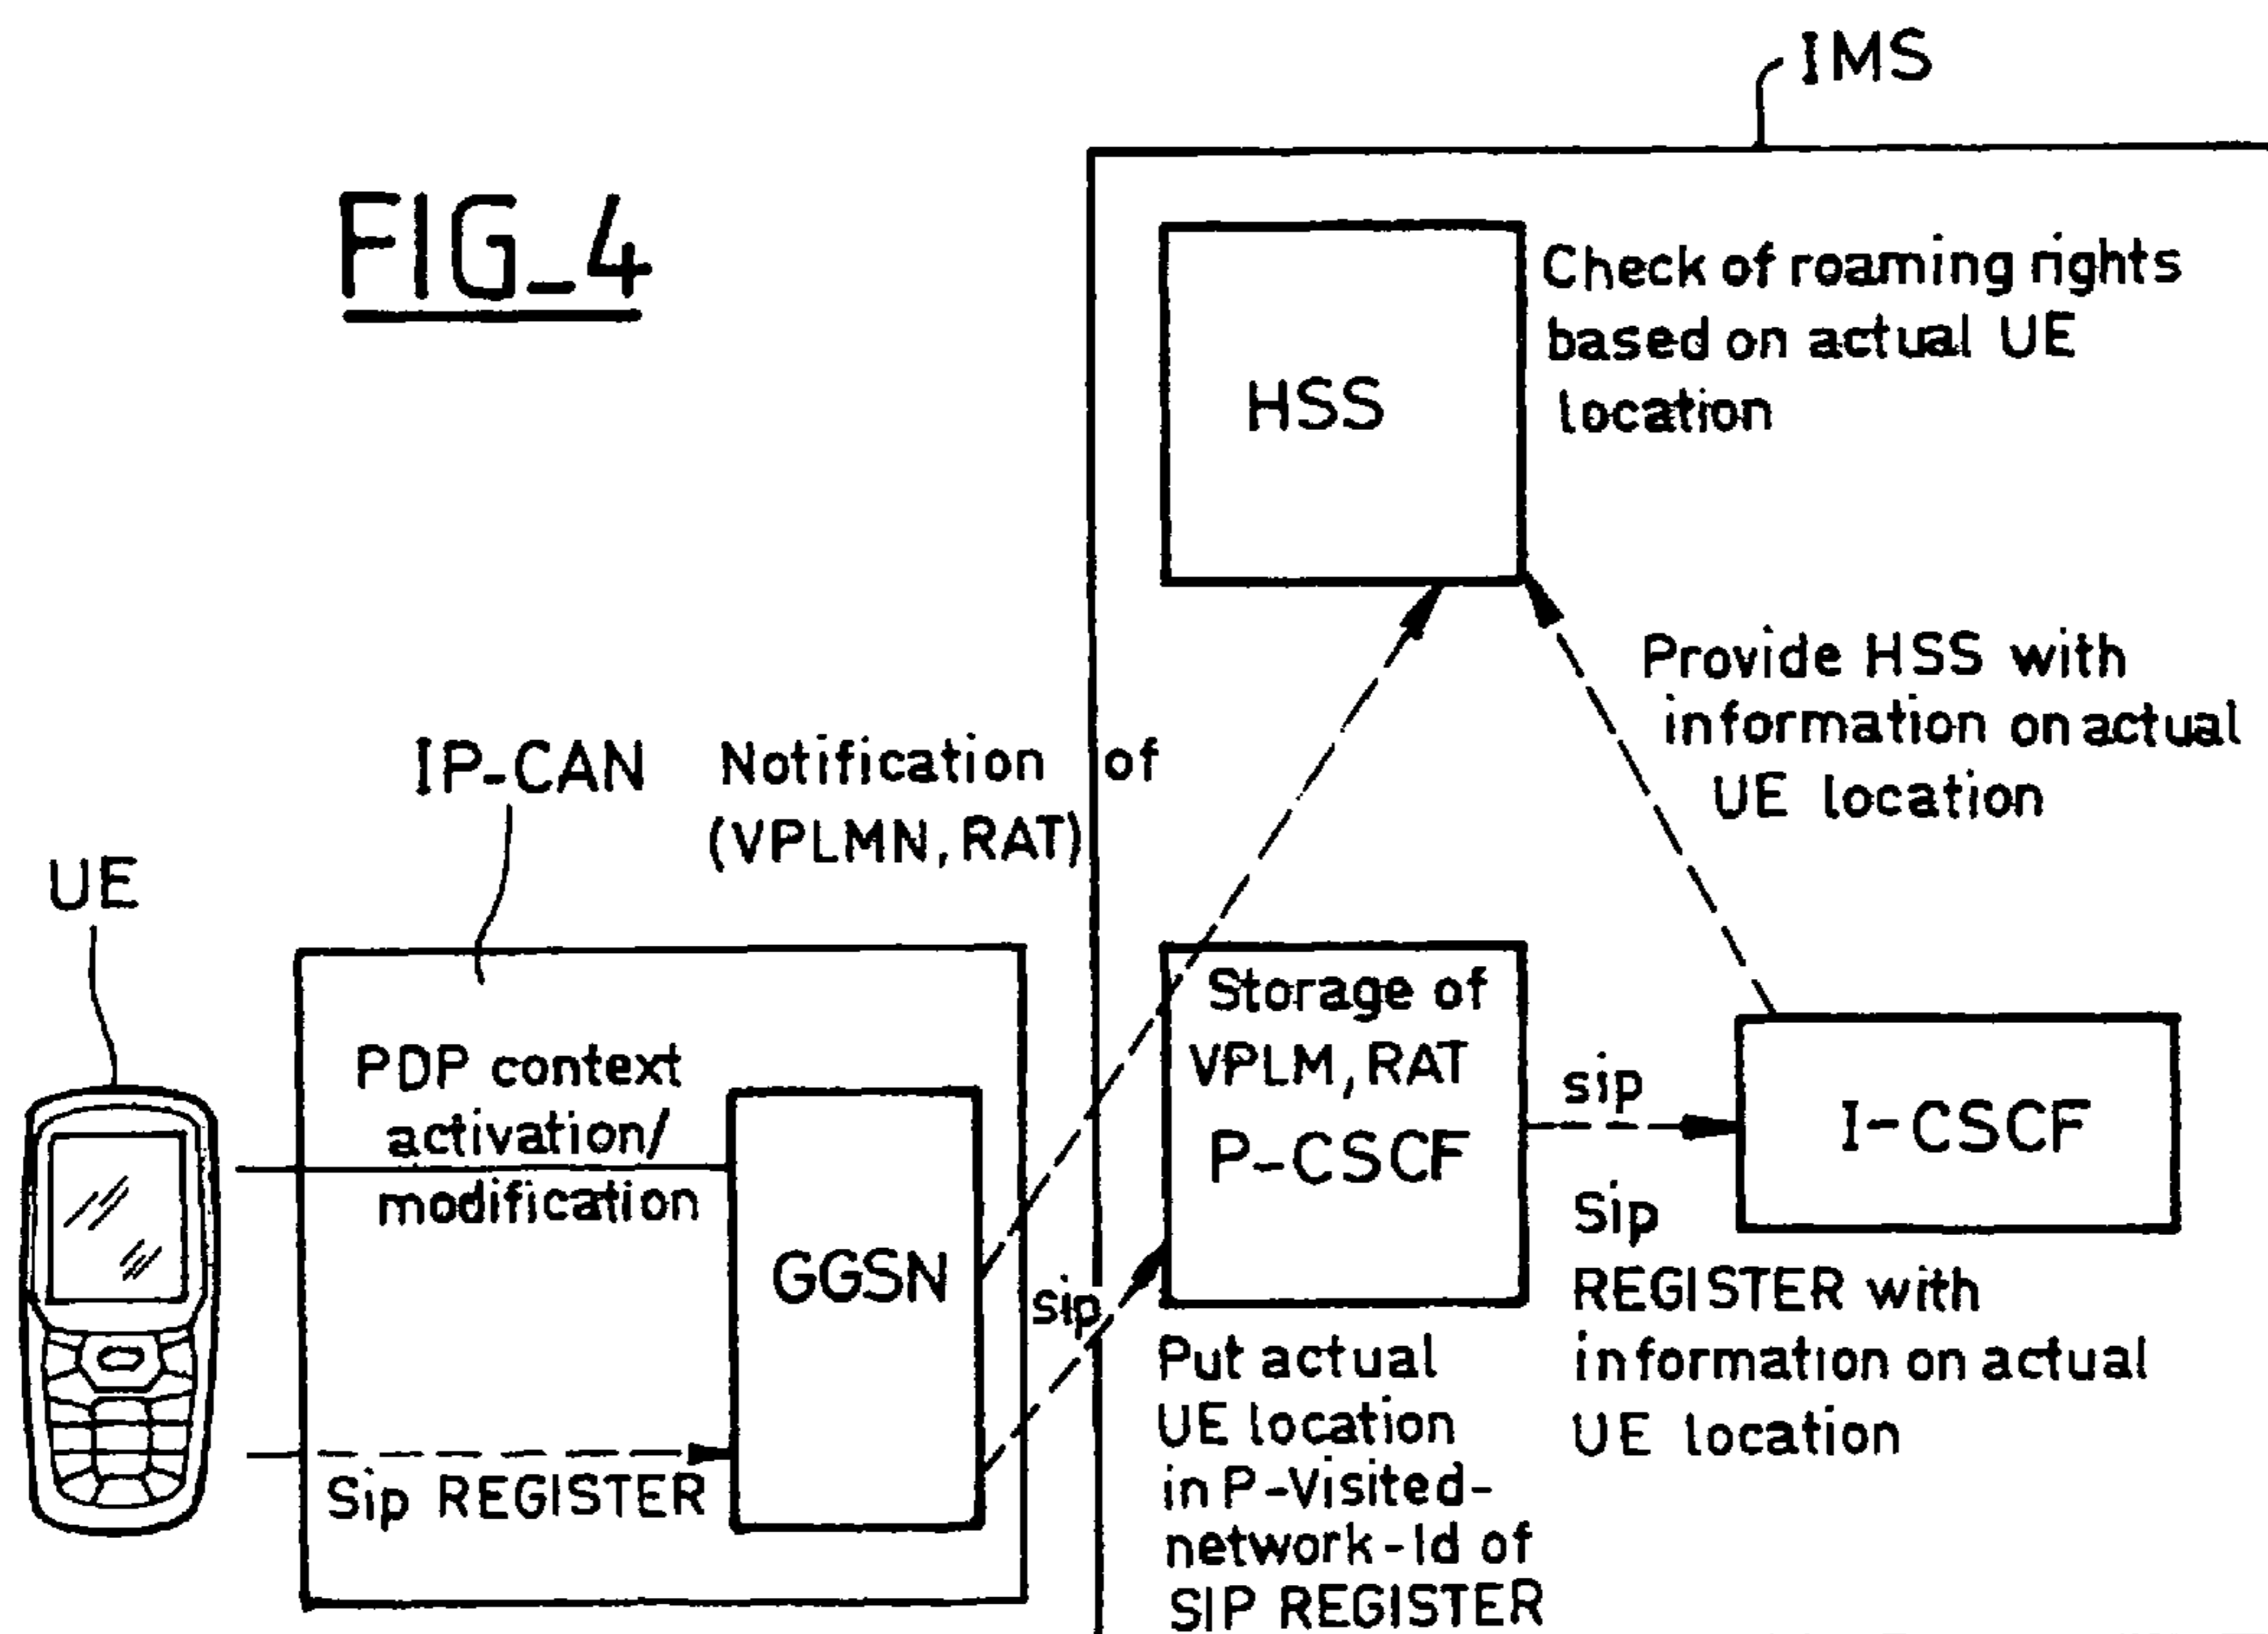 IMS
FIG_4
HSS
Check of roaming rights
based on actual UE
location
Provide HSS with
information on actual
UE location
IP-CAN
Notification of
(VPLMN, RAT)
UE
PDP context
activation/
modification
GGSN
Sip REGISTER
sip
Storage of
VPLM, RAT
P-CSCF
Put actual
UE location
in P-Visited-
network-Id of
SIP REGISTER
sip
I-CSCF
Sip
REGISTER with
information on actual
UE location